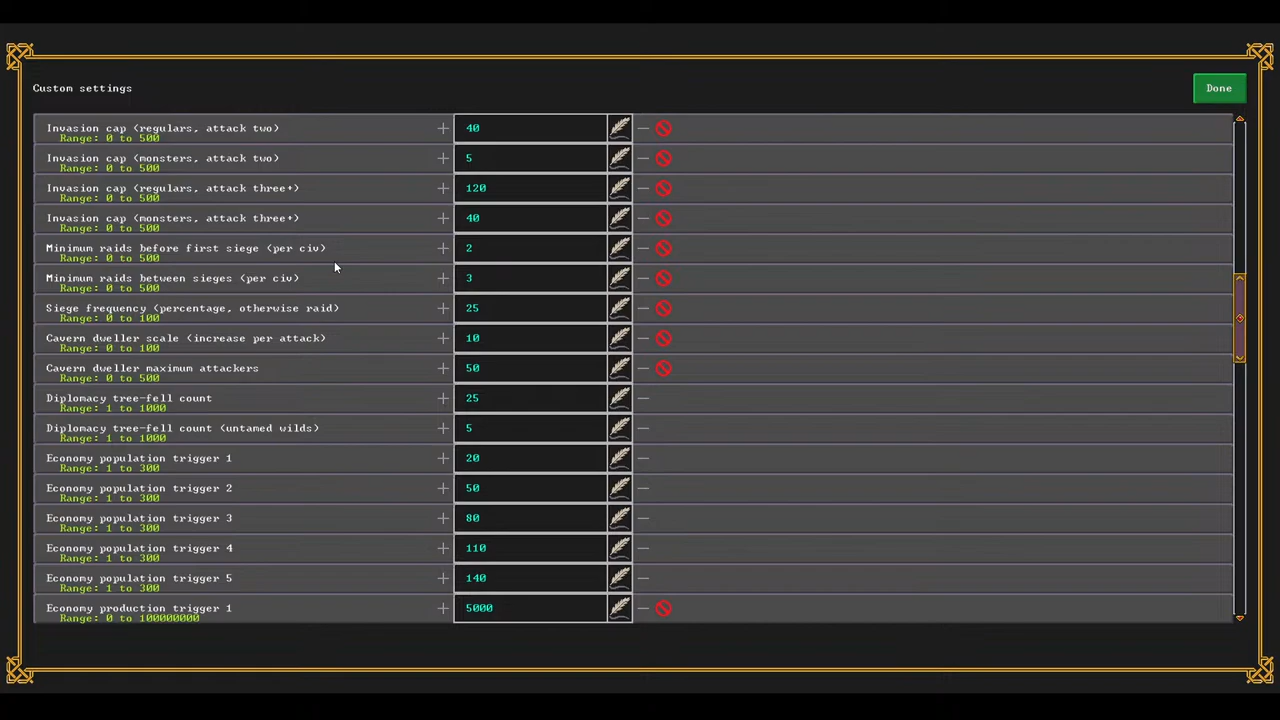 Custom settings
Done
Invasion cap (regulars, attack two) 40
Range: 0 to 500
Invasion cap (monsters, attack two) 5
Range: 0 to 500
Invasion cap (regulars, attack three+) 120
Range: 0 to 500
Invasion cap (monsters, attack three+) 40
Range: 0 to 500
Minimum raids before first siege (per civ) 2
Range: 0 to 500
Minimum raids between sieges (per civ) 3
Range: 0 to 500
Siege frequency (percentage, otherwise raid) 25
Range: 0 to 100
Cavern dweller scale (increase per attack) 10
Range: 0 to 100
Cavern dweller maximum attackers 50
Range: 0 to 500
Diplomacy tree-fell count 25
Range: 1 to 1000
Diplomacy tree-fell count (untamed wilds) 5
Range: 1 to 1000
Economy population trigger 1 20
Range: 1 to 300
Economy population trigger 2 50
Range: 1 to 300
Economy population trigger 3 80
Range: 1 to 300
Economy population trigger 4 110
Range: 1 to 300
Economy population trigger 5 140
Range: 1 to 300
Economy production trigger 1 5000
Range: 0 to 100000000